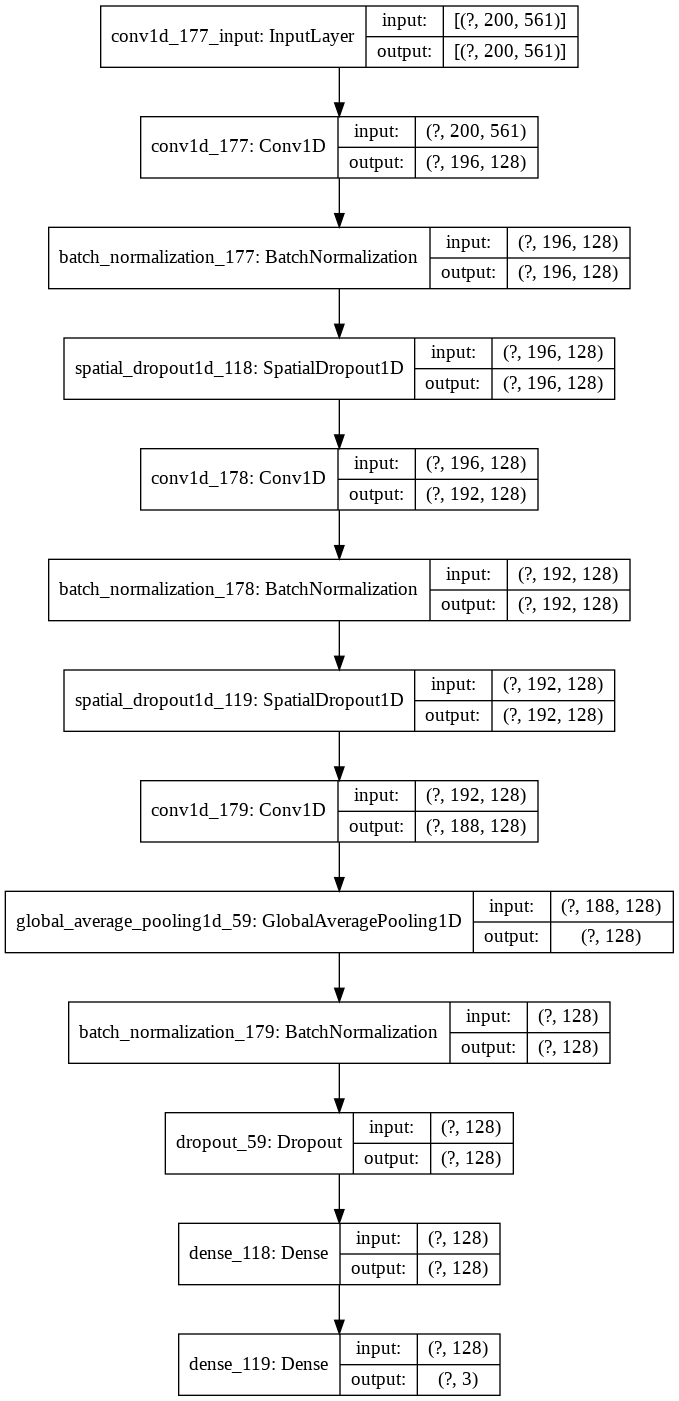 conv1d_177_input: InputLayer
input: [(?, 200, 561)]
output: [(?, 200, 561)]
conv1d_177: Conv1D
input: (?, 200, 561)
output: (?, 196, 128)
batch_normalization_177: BatchNormalization
input: (?, 196, 128)
output: (?, 196, 128)
spatial_dropout1d_118: SpatialDropout1D
input: (?, 196, 128)
output: (?, 196, 128)
conv1d_178: Conv1D
input: (?, 196, 128)
output: (?, 192, 128)
batch_normalization_178: BatchNormalization
input: (?, 192, 128)
output: (?, 192, 128)
spatial_dropout1d_119: SpatialDropout1D
input: (?, 192, 128)
output: (?, 192, 128)
conv1d_179: Conv1D
input: (?, 192, 128)
output: (?, 188, 128)
global_average_pooling1d_59: GlobalAveragePooling1D
input: (?, 188, 128)
output: (?, 128)
batch_normalization_179: BatchNormalization
input: (?, 128)
output: (?, 128)
dropout_59: Dropout
input: (?, 128)
output: (?, 128)
dense_118: Dense
input: (?, 128)
output: (?, 128)
dense_119: Dense
input: (?, 128)
output: (?, 3)